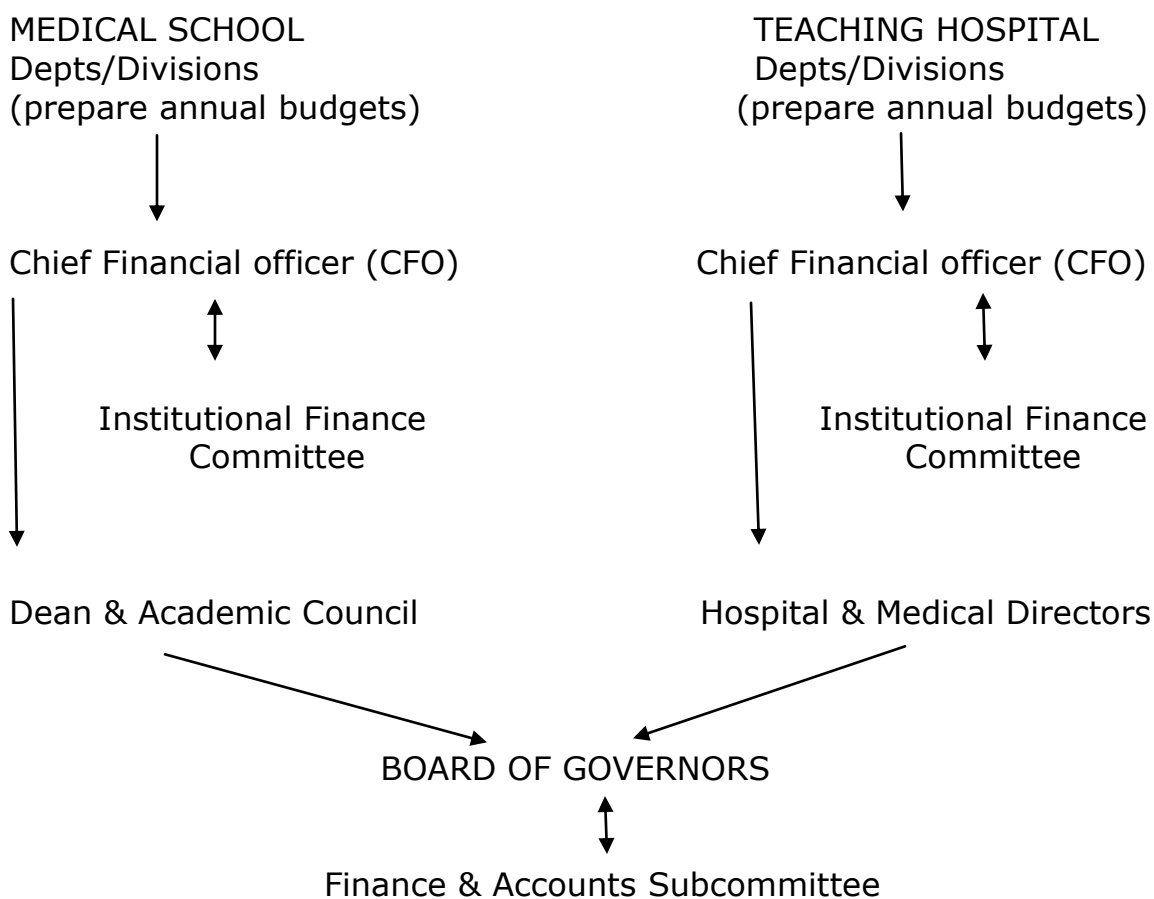 MEDICAL SCHOOL
Depts/Divisions
(prepare annual budgets)
TEACHING HOSPITAL
Depts/Divisions
(prepare annual budgets)
Chief Financial officer (CFO)
Chief Financial officer (CFO)
Institutional Finance
Committee
Institutional Finance
Committee
Dean & Academic Council
Hospital & Medical Directors
BOARD OF GOVERNORS
Finance & Accounts Subcommittee